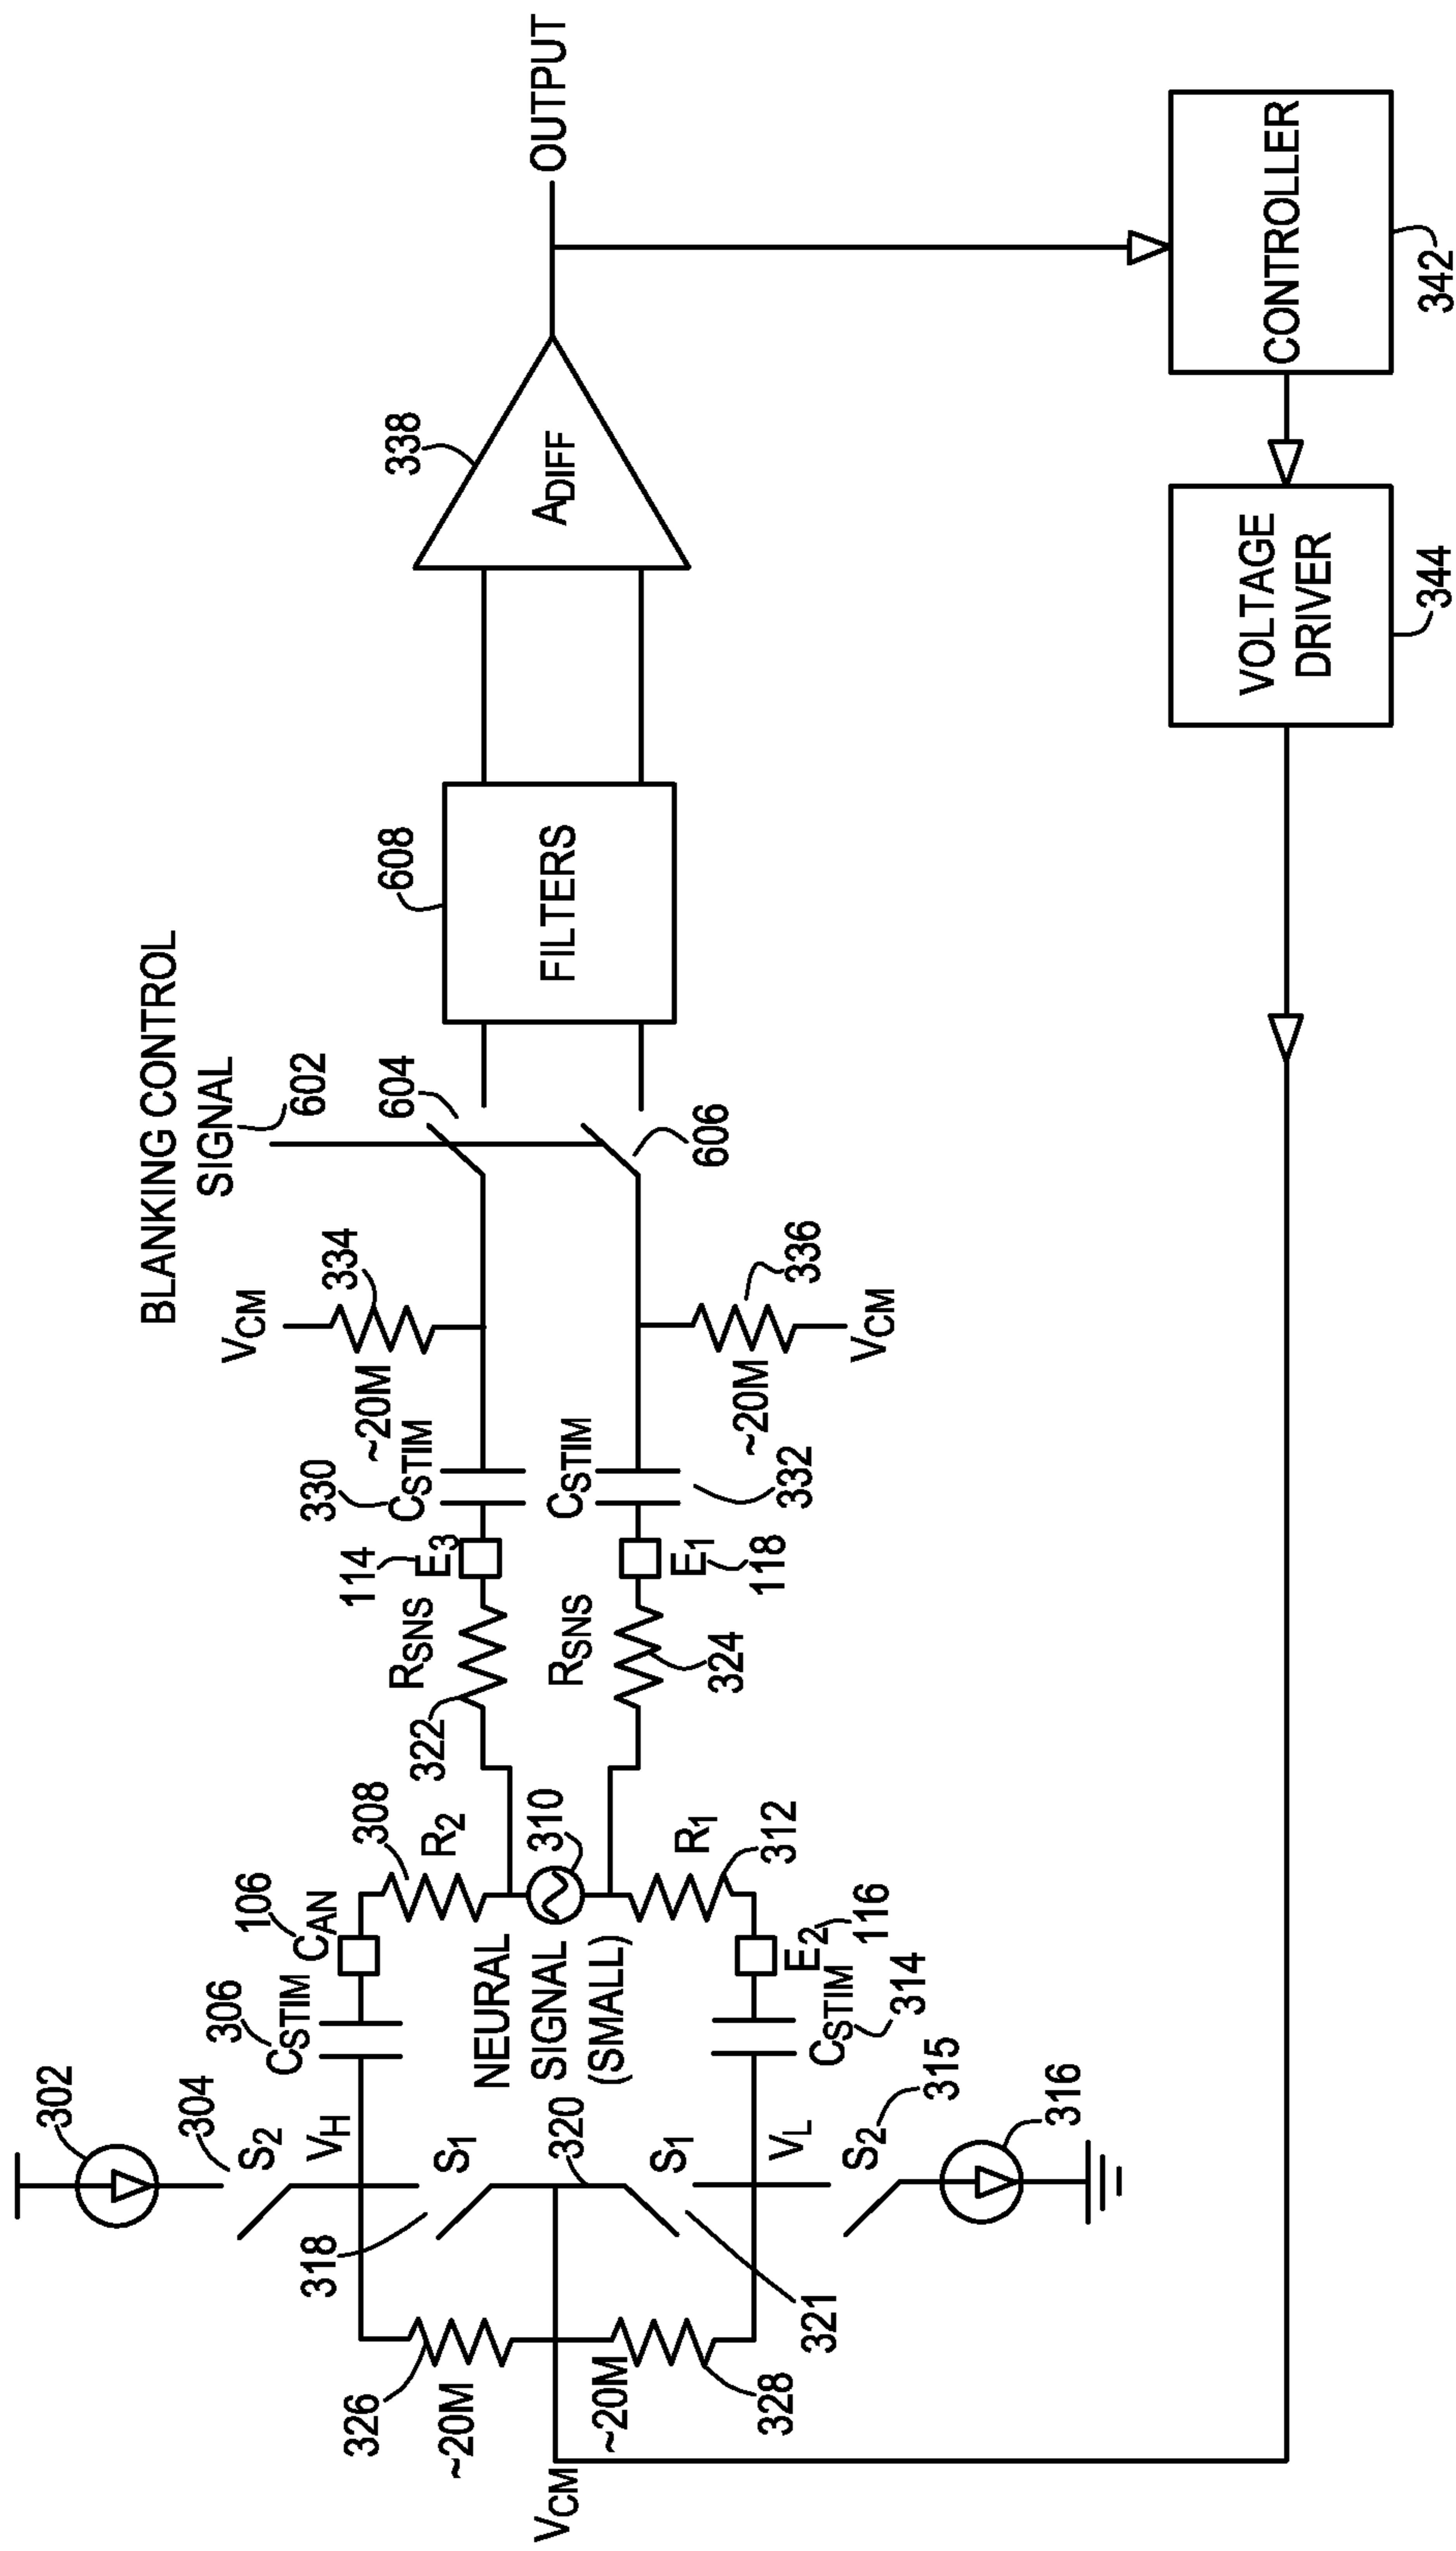 302
304
S2
VH
306
CSTIM
106
CAN
308
R2
318
S1
326
~20M
VCM
320
NEURAL
SIGNAL
(SMALL)
310
~20M
328
321
S1
VL
S2
315
316
CSTIM
314
E2
116
R1
312
322
RSNS
114
E3
330
CSTIM
~20M
334
VCM
RSNS
324
E1
118
CSTIM
332
~20M
336
VCM
BLANKING CONTROL
SIGNAL
602
604
606
608
FILTERS
338
ADIFF
OUTPUT
CONTROLLER
342
VOLTAGE
DRIVER
344